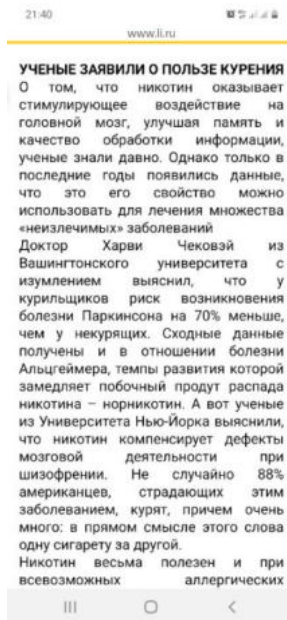 21:40
www.li.ru
УЧЕНЫЕ ЗАЯВИЛИ О ПОЛЬЗЕ КУРЕНИЯ
О том, что никотин оказывает
стимулирующее воздействие на
головной мозг, улучшая память и
качество обработки информации,
ученые знали давно. Однако только в
последние годы появились данные,
что это его свойство можно
использовать для лечения множества
«неизлечимых» заболеваний
Доктор Харви Чековэй из
Вашингтонского университета с
изумлением выяснил, что у
курильщиков риск возникновения
болезни Паркинсона на 70% меньше,
чем у некурящих. Сходные данные
получены и в отношении болезни
Альцгеймера, темпы развития которой
замедляет побочный продут распада
никотина – норникотин. А вот ученые
из Университета Нью-Йорка выяснили,
что никотин компенсирует дефекты
мозговой деятельности при
шизофрении. Не случайно 88%
американцев, страдающих этим
заболеванием, курят, причем очень
много: в прямом смысле этого слова
одну сигарету за другой.
Никотин весьма полезен и при
всевозможных аллергических